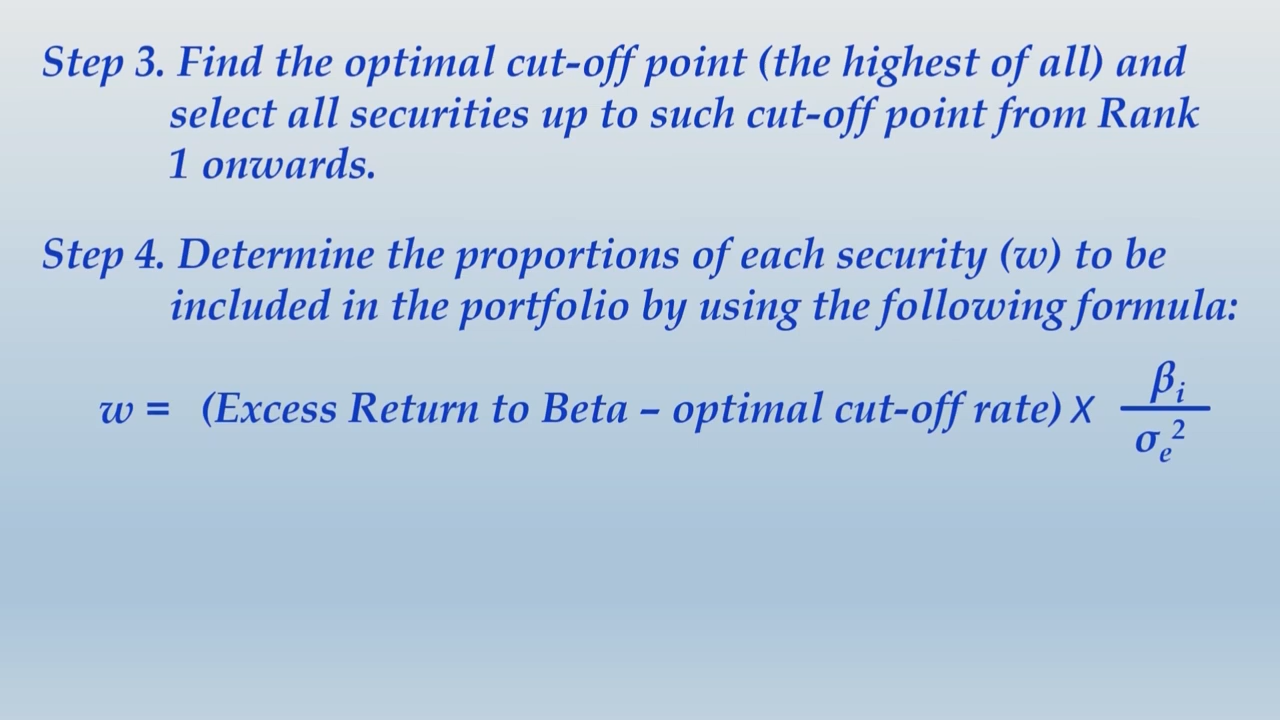 Step 3. Find the optimal cut-off point (the highest of all) and
select all securities up to such cut-off point from Rank
1 onwards.
Step 4. Determine the proportions of each security (w) to be
included in the portfolio by using the following formula:
w = (Excess Return to Beta – optimal cut-off rate) X βᵢ / σₑ²